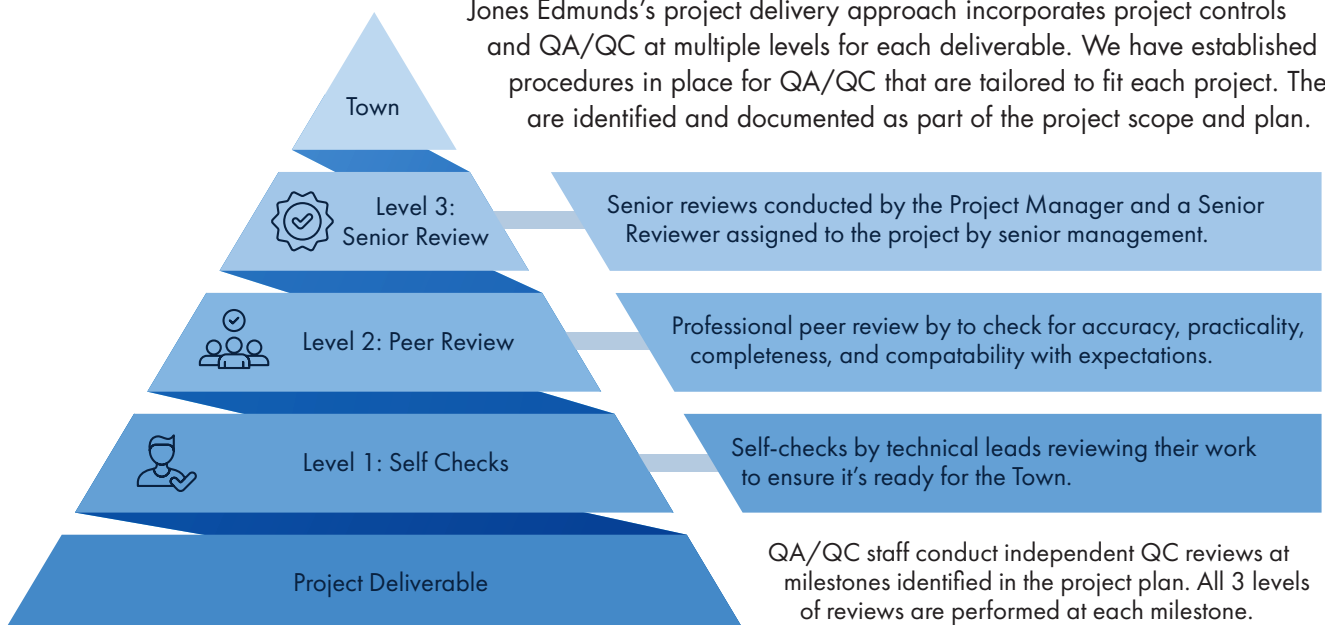 Jones Edmunds's project delivery approach incorporates project controls
and QA/QC at multiple levels for each deliverable. We have established
procedures in place for QA/QC that are tailored to fit each project. The
are identified and documented as part of the project scope and plan.
Town
Level 3:
Senior Review
Senior reviews conducted by the Project Manager and a Senior
Reviewer assigned to the project by senior management.
Level 2: Peer Review
Professional peer review by to check for accuracy, practicality,
completeness, and compatability with expectations.
Level 1: Self Checks
Self-checks by technical leads reviewing their work
to ensure it's ready for the Town.
Project Deliverable
QA/QC staff conduct independent QC reviews at
milestones identified in the project plan. All 3 levels
of reviews are performed at each milestone.